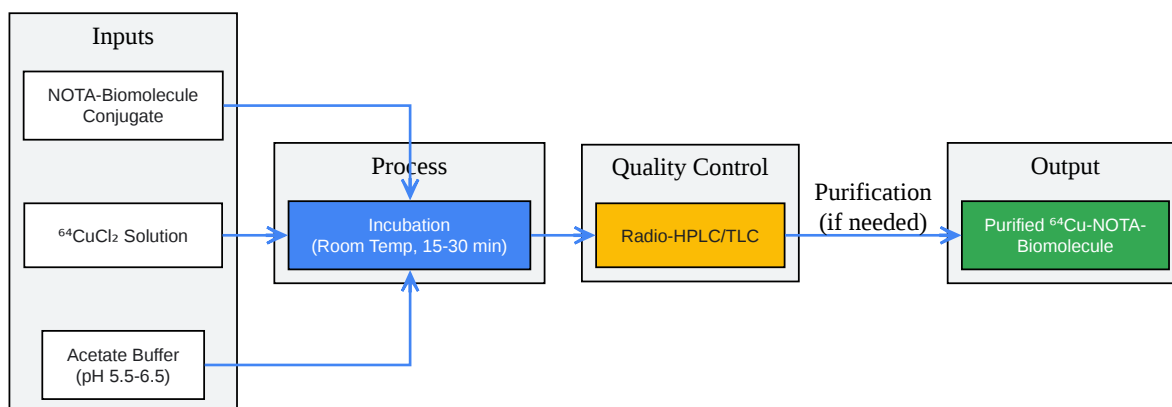 Inputs
NOTA-Biomolecule
Conjugate
⁶⁴CuCl₂ Solution
Acetate Buffer
(pH 5.5-6.5)
Process
Incubation
(Room Temp, 15-30 min)
Quality Control
Radio-HPLC/TLC
Purification
(if needed)
Output
Purified ⁶⁴Cu-NOTA-
Biomolecule